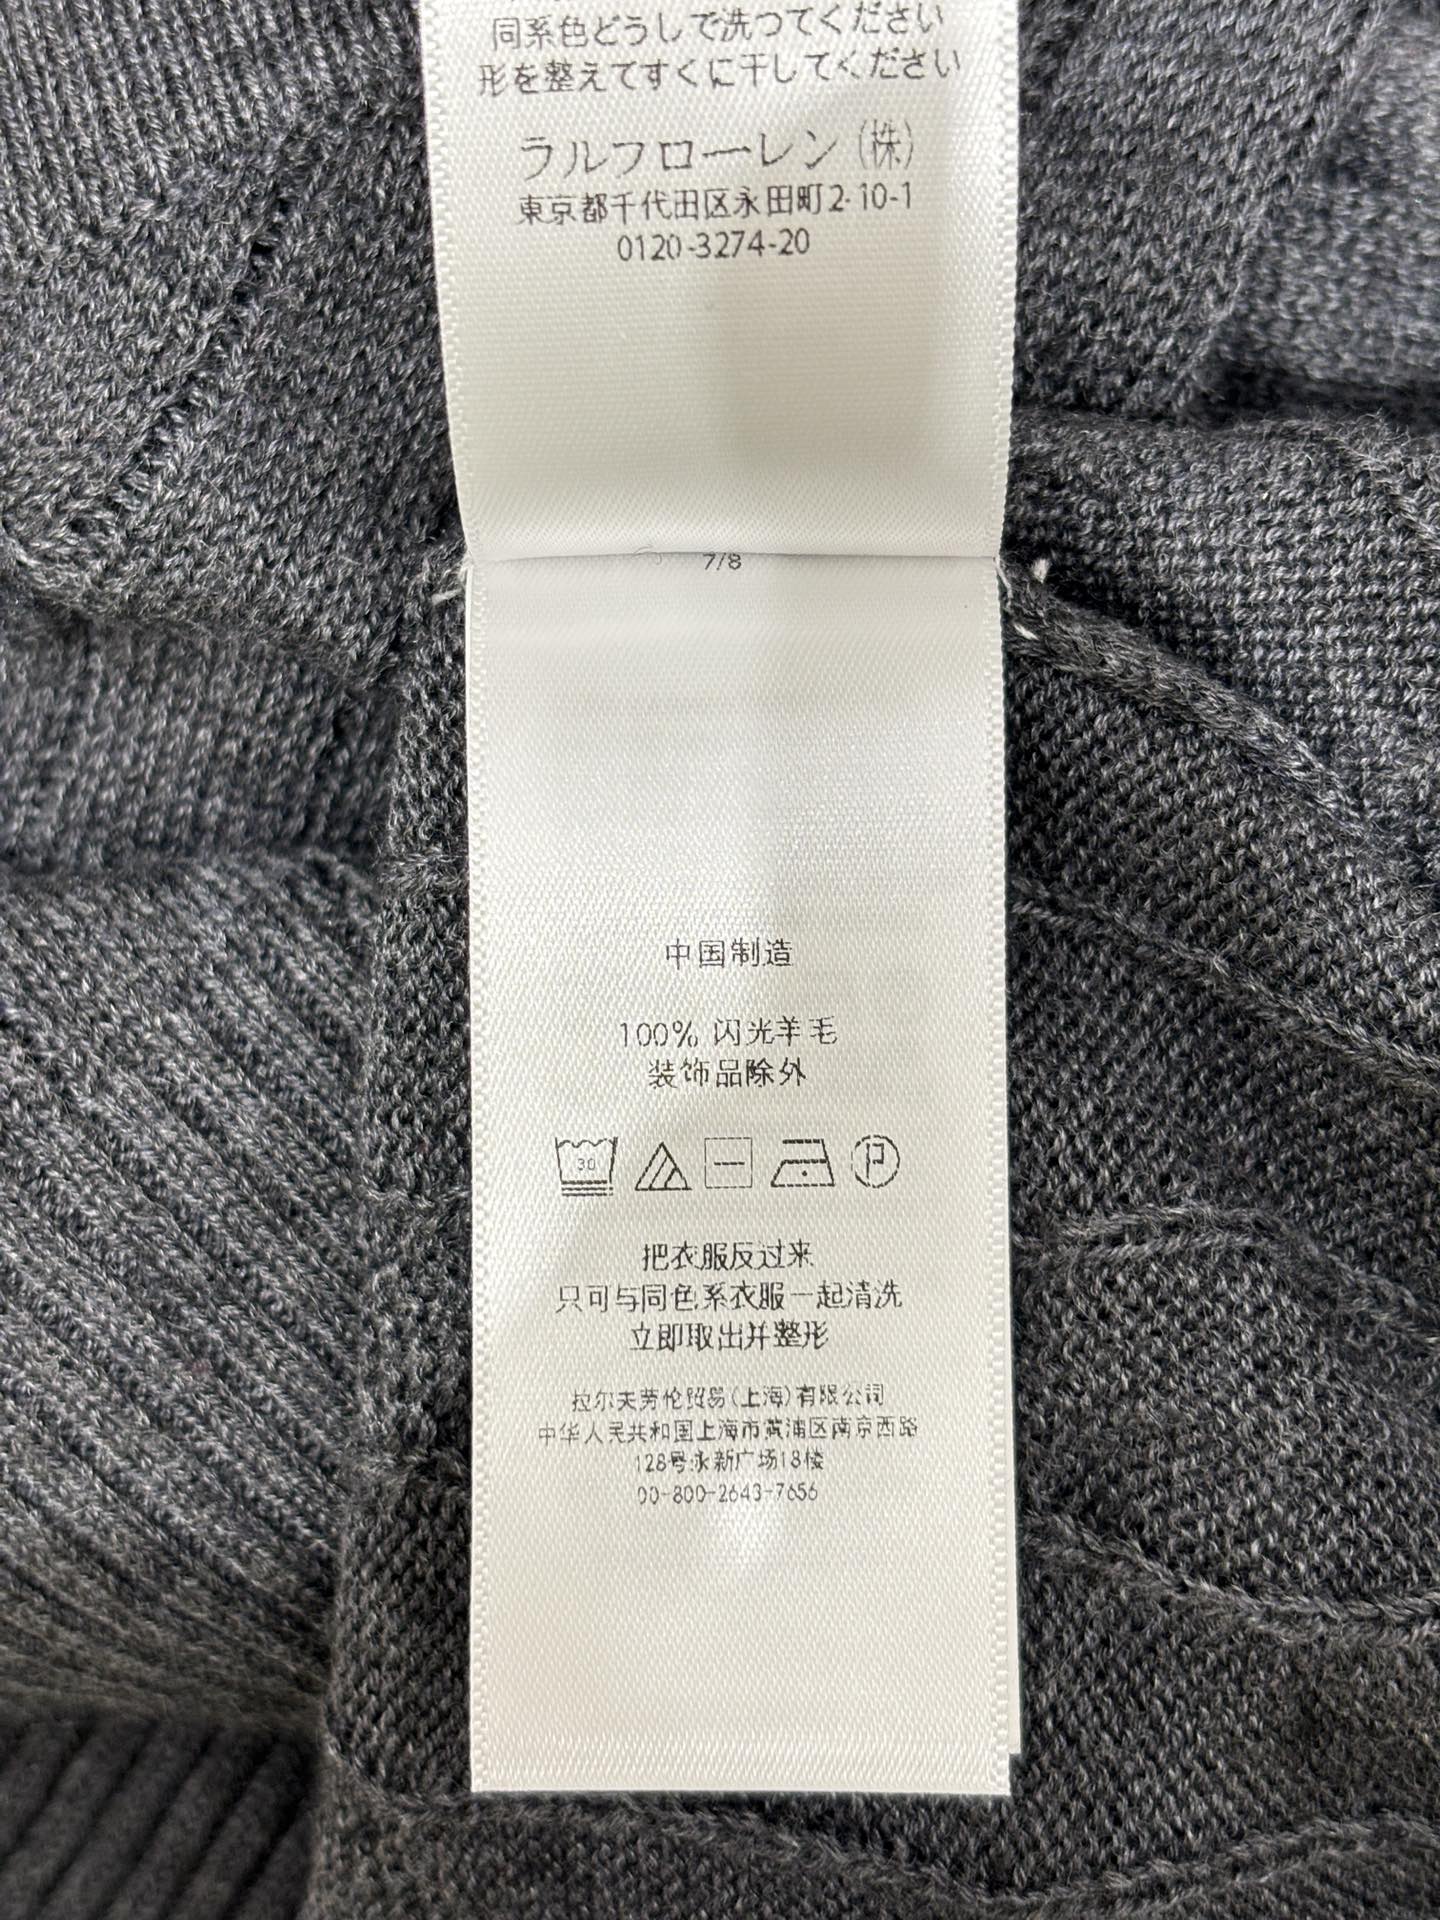 同系色どうしで洗つてください
形を整えてすくに干してください
ラルフローレン(株)
東京都千代田区永田町2-10-1
0120-3274-20
7/8
中国制造
100% 闪光羊毛
装饰品除外
30
P
把衣服反过来
只可与同色系衣服一起清洗
立即取出并整形
拉尔夫劳伦贸易(上海)有限公司
中华人民共和国上海市黄浦区南京西路
128号永新广场18楼
00-800-2643-7656